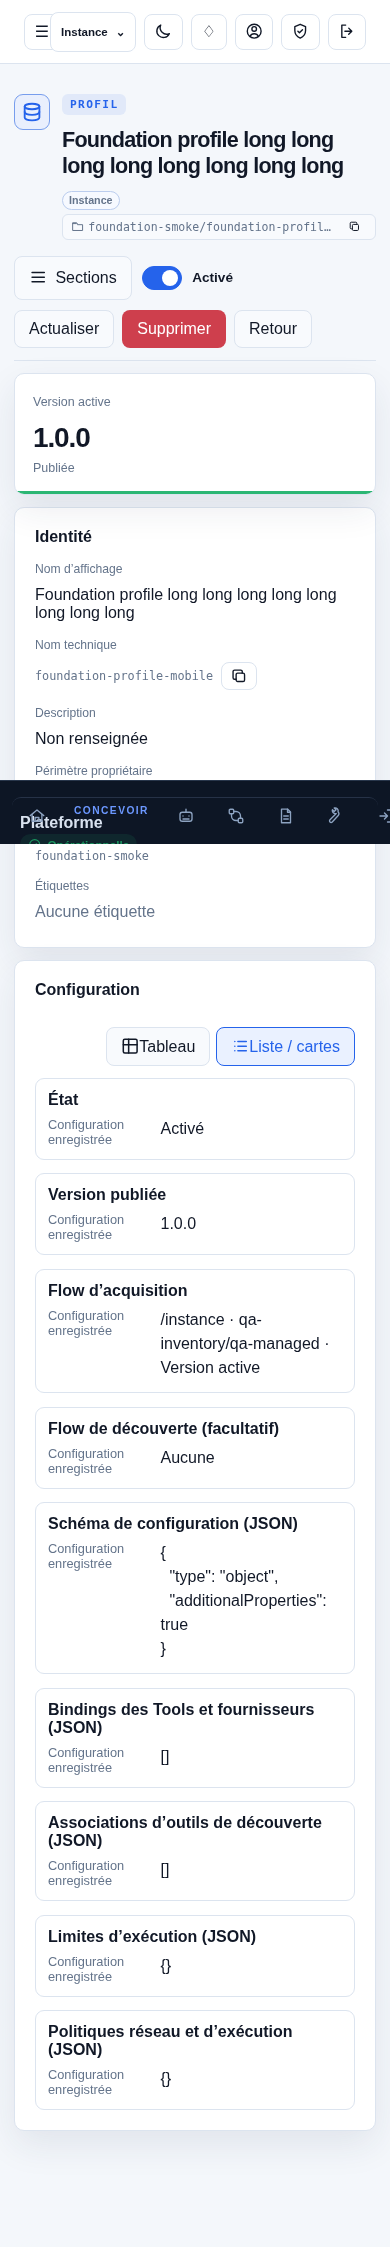 Instance
PROFIL
Foundation profile long long
long long long long long long
Instance
foundation-smoke/foundation-profil…
Sections
Activé
Actualiser
Supprimer
Retour
Version active
1.0.0
Publiée
Identité
Nom d’affichage
Foundation profile long long long long long
long long long
Nom technique
foundation-profile-mobile
Description
Non renseignée
Périmètre propriétaire
CONCEVOIR
Plateforme
Opérationnelle
foundation-smoke
Étiquettes
Aucune étiquette
Configuration
Tableau
Liste / cartes
État
Configuration
enregistrée
Activé
Version publiée
Configuration
enregistrée
1.0.0
Flow d’acquisition
Configuration
enregistrée
/instance · qa-
inventory/qa-managed ·
Version active
Flow de découverte (facultatif)
Configuration
enregistrée
Aucune
Schéma de configuration (JSON)
Configuration
enregistrée
{
"type": "object",
"additionalProperties":
true
}
Bindings des Tools et fournisseurs
(JSON)
Configuration
enregistrée
[]
Associations d’outils de découverte
(JSON)
Configuration
enregistrée
[]
Limites d’exécution (JSON)
Configuration
enregistrée
{}
Politiques réseau et d’exécution
(JSON)
Configuration
enregistrée
{}